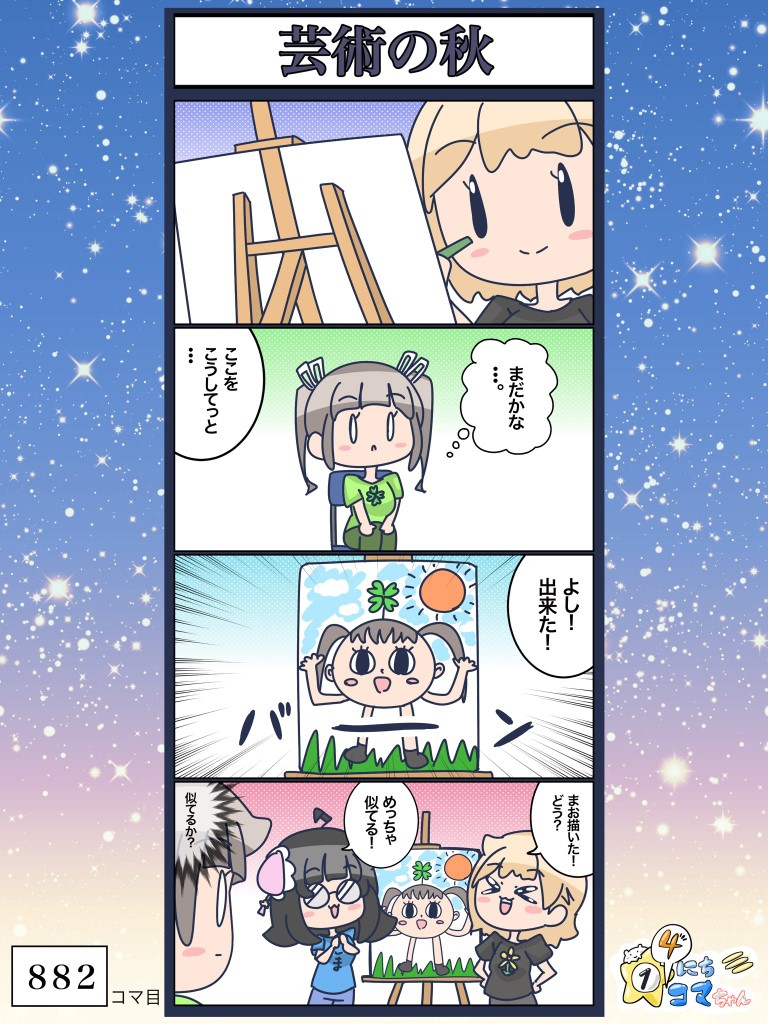 芸術の秋
まだかな
…。
ここを
こうしてっと
…
よし！
出来た！
バーン
まお描いた！
どう？
めっちゃ
似てる！
似てるか？
ま
882
コマ目
1
にち
4
コマ
ちゃん